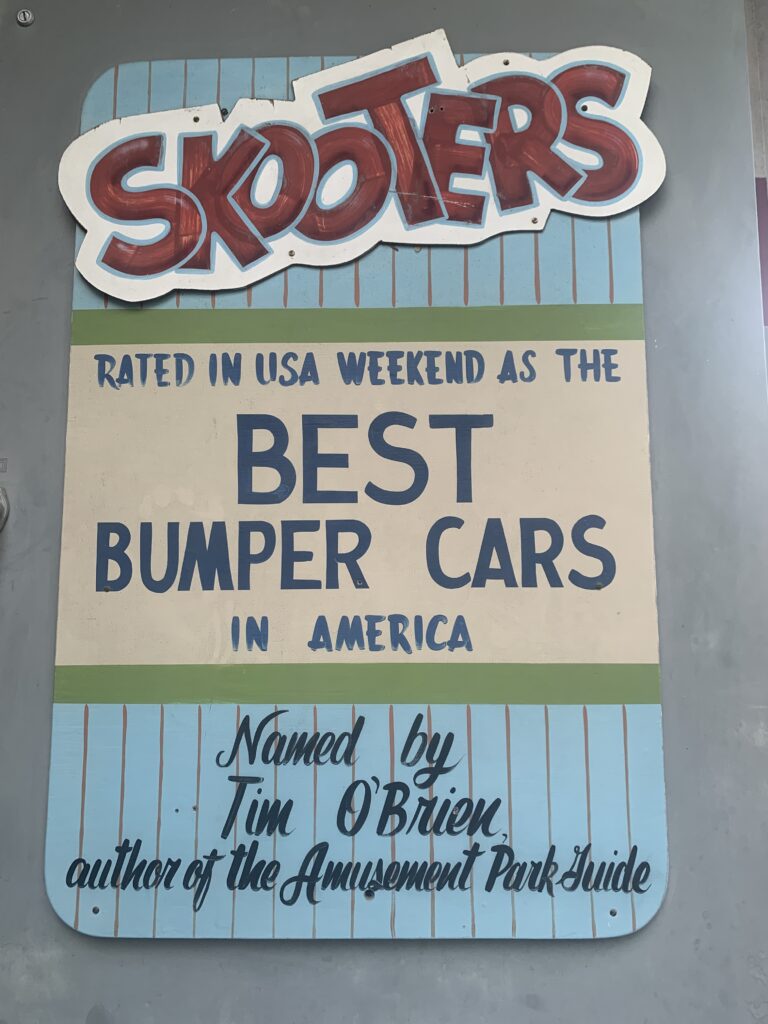 SKOOTERS
RATED IN USA WEEKEND AS THE
BEST
BUMPER CARS
IN AMERICA
Named by
Tim O'Brien,
author of the Amusement Park Guide